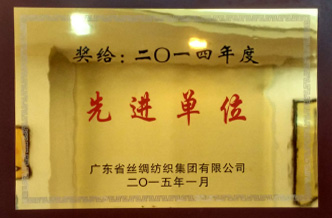 奖给：二〇一四年度
先进单位
广东省丝绸纺织集团有限公司
二〇一五年一月